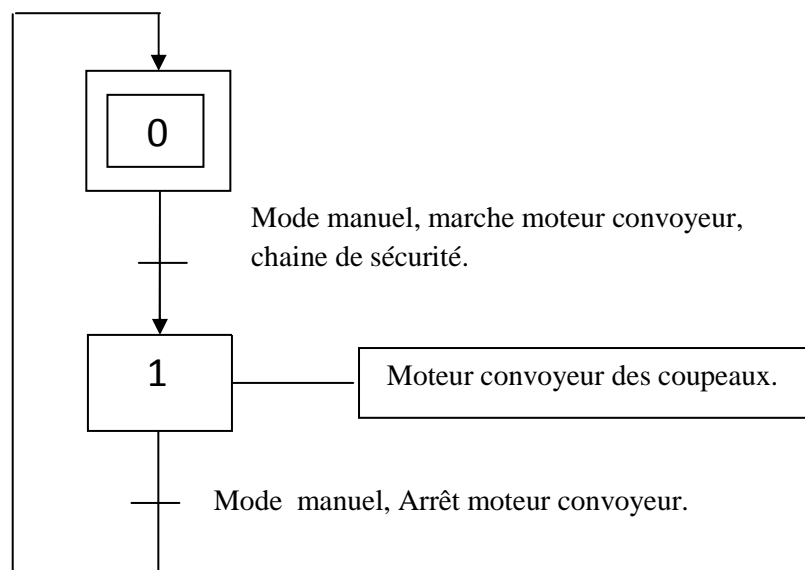 0
Mode manuel, marche moteur convoyeur,
chaine de sécurité.
1
Moteur convoyeur des coupeaux.
Mode manuel, Arrêt moteur convoyeur.